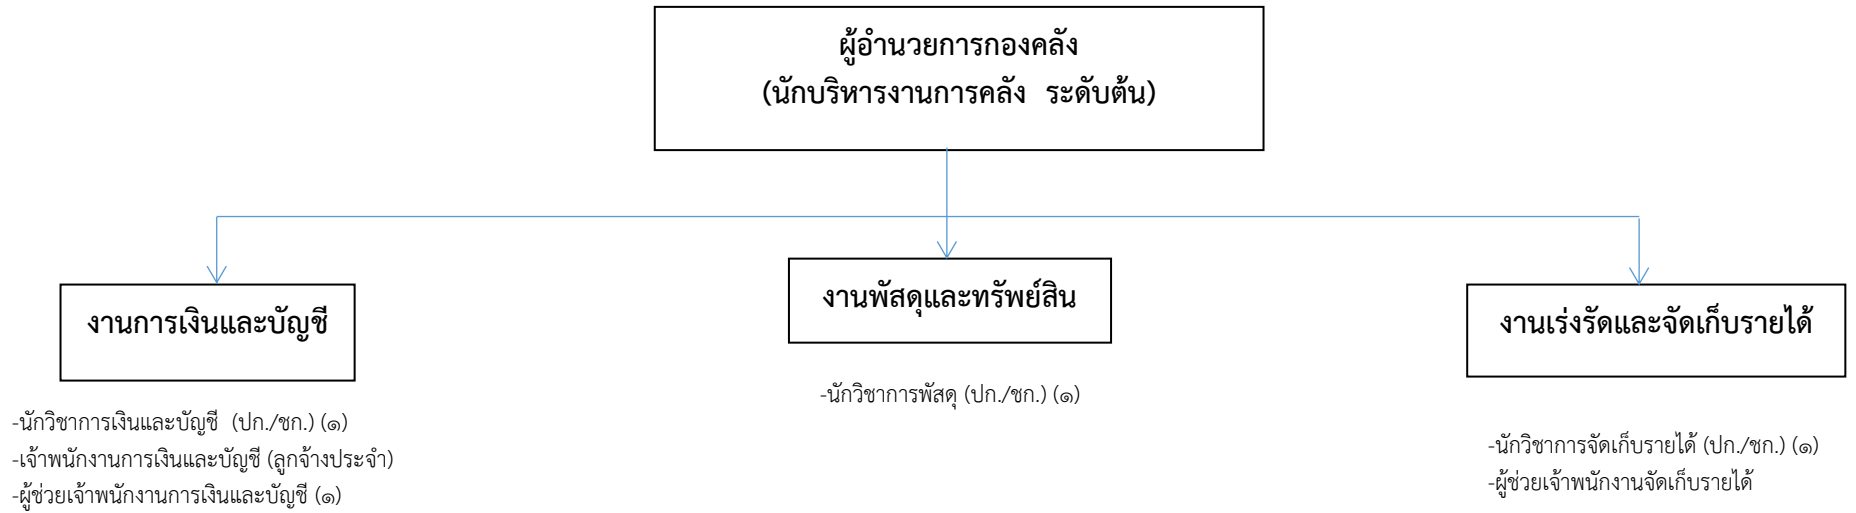 ผู้อำนวยการกองคลัง
(นักบริหารงานการคลัง ระดับต้น)
งานการเงินและบัญชี
-นักวิชาการเงินและบัญชี (ปก./ชก.) (๑)
-เจ้าพนักงานการเงินและบัญชี (ลูกจ้างประจำ)
-ผู้ช่วยเจ้าพนักงานการเงินและบัญชี (๑)
งานพัสดุและทรัพย์สิน
-นักวิชาการพัสดุ (ปก./ชก.) (๑)
งานเร่งรัดและจัดเก็บรายได้
-นักวิชาการจัดเก็บรายได้ (ปก./ชก.) (๑)
-ผู้ช่วยเจ้าพนักงานจัดเก็บรายได้